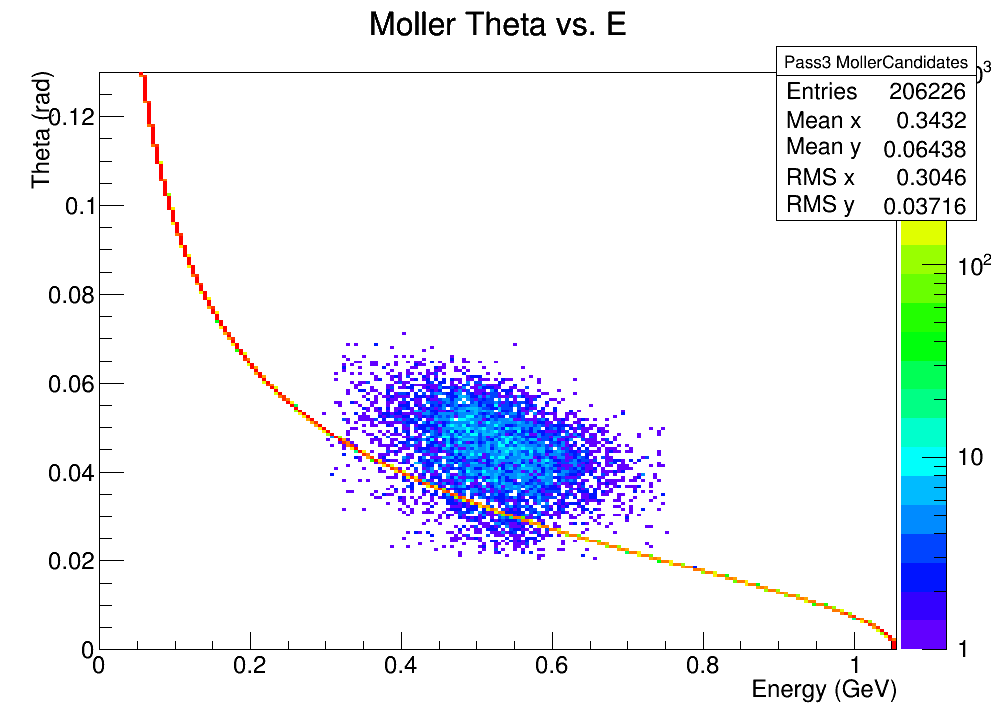 Moller Theta vs. E
Pass3 MollerCandidates
Entries 206226
Mean x 0.3432
Mean y 0.06438
RMS x 0.3046
RMS y 0.03716
Theta (rad)
0.12
0.1
0.08
0.06
0.04
0.02
0
0 0.2 0.4 0.6 0.8 1
Energy (GeV)
10²
10
1